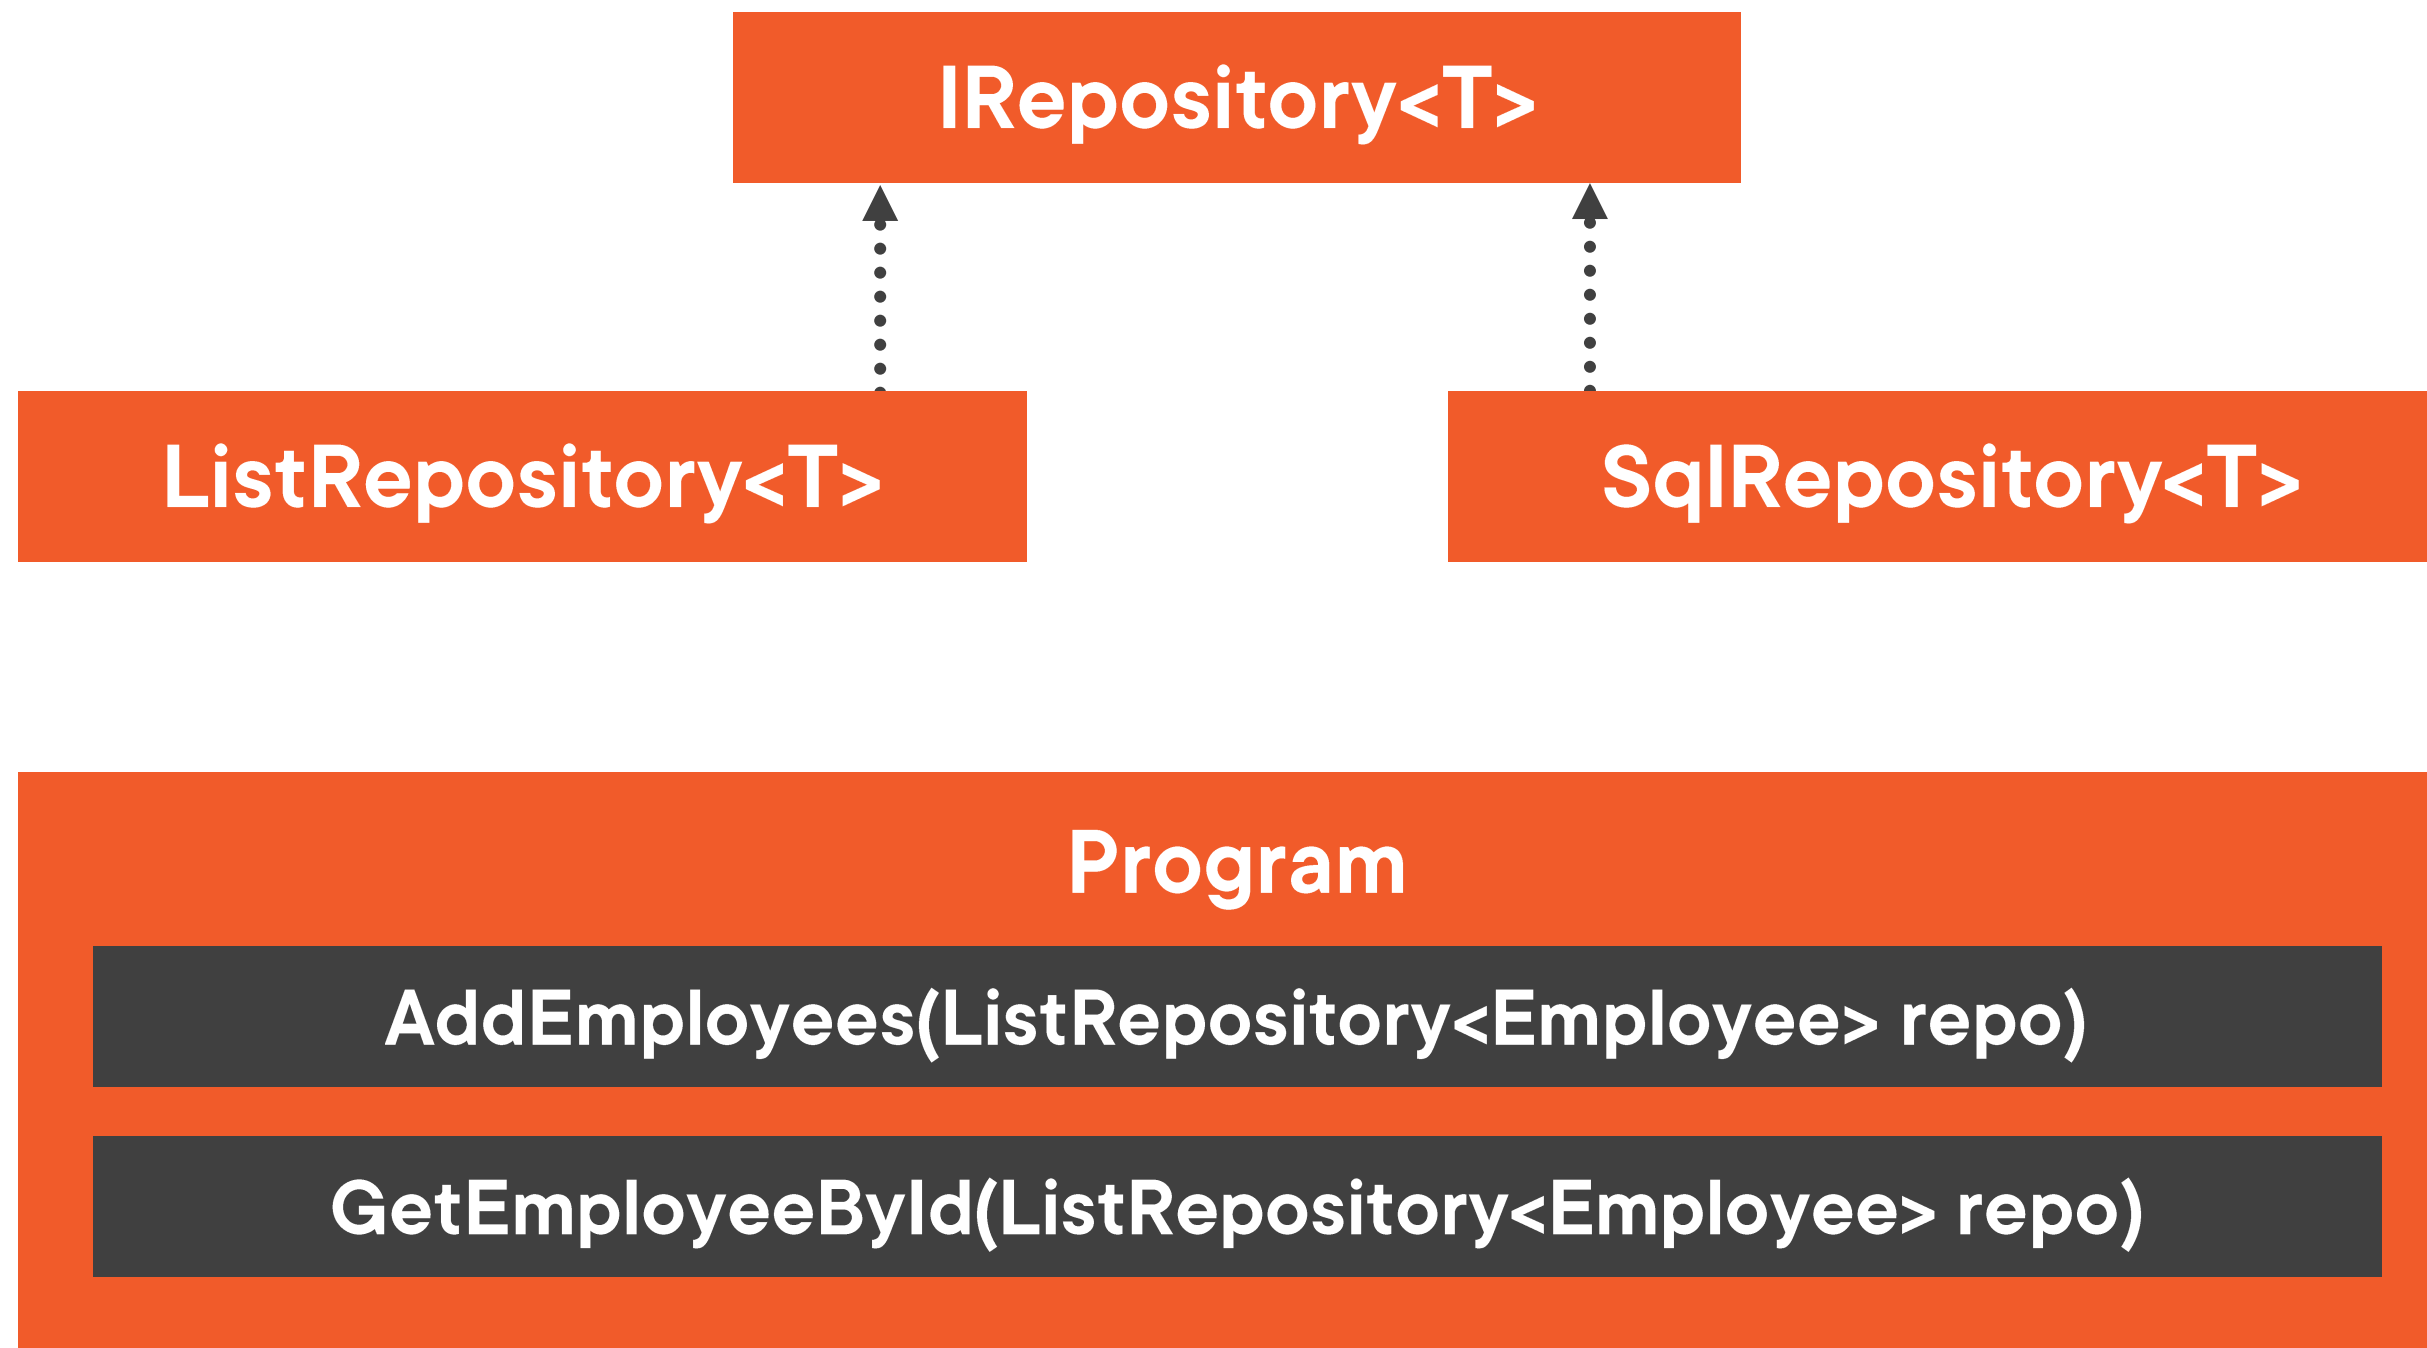 IRepository<T>
ListRepository<T>
SqlRepository<T>
Program
AddEmployees(ListRepository<Employee> repo)
GetEmployeeById(ListRepository<Employee> repo)